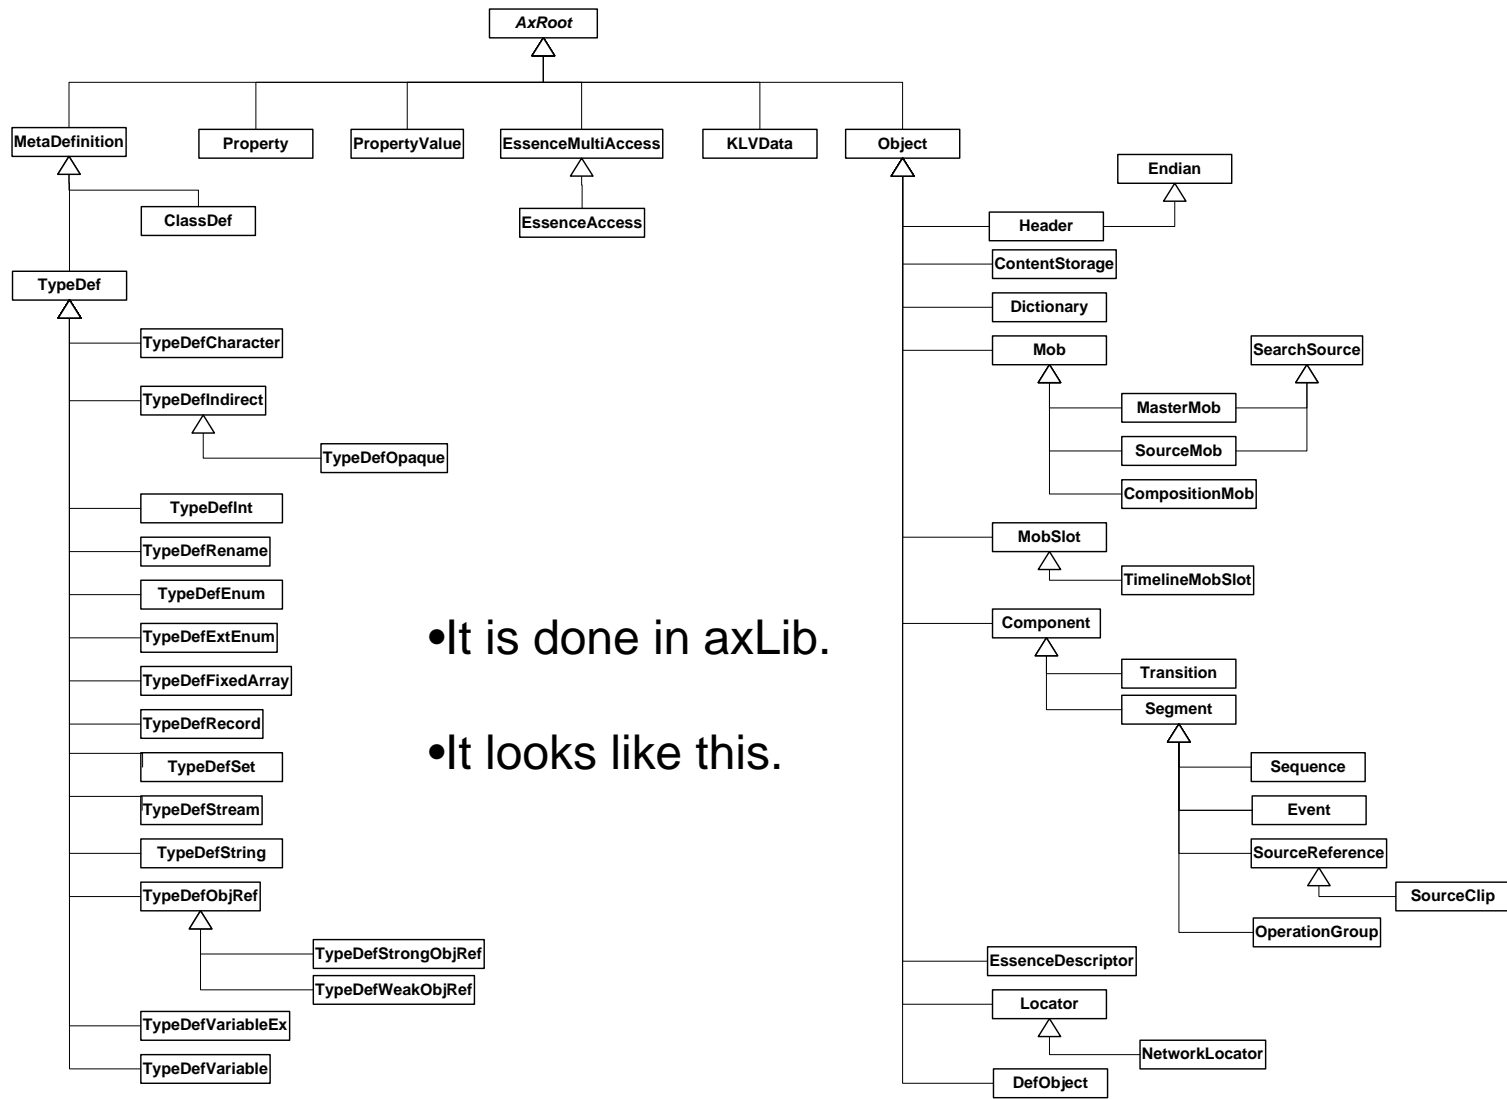 AxRoot
MetaDefinition
Property
PropertyValue
EssenceMultiAccess
KLVData
Object
Endian
ClassDef
EssenceAccess
Header
ContentStorage
TypeDef
Dictionary
TypeDefCharacter
Mob
SearchSource
TypeDefIndirect
MasterMob
TypeDefOpaque
SourceMob
CompositionMob
TypeDefInt
MobSlot
TypeDefRename
TimelineMobSlot
TypeDefEnum
Component
TypeDefExtEnum
•It is done in axLib.
Transition
TypeDefFixedArray
Segment
TypeDefRecord
•It looks like this.
TypeDefSet
Sequence
TypeDefStream
Event
TypeDefString
SourceReference
TypeDefObjRef
SourceClip
OperationGroup
TypeDefStrongObjRef
EssenceDescriptor
TypeDefWeakObjRef
Locator
TypeDefVariableEx
NetworkLocator
TypeDefVariable
DefObject